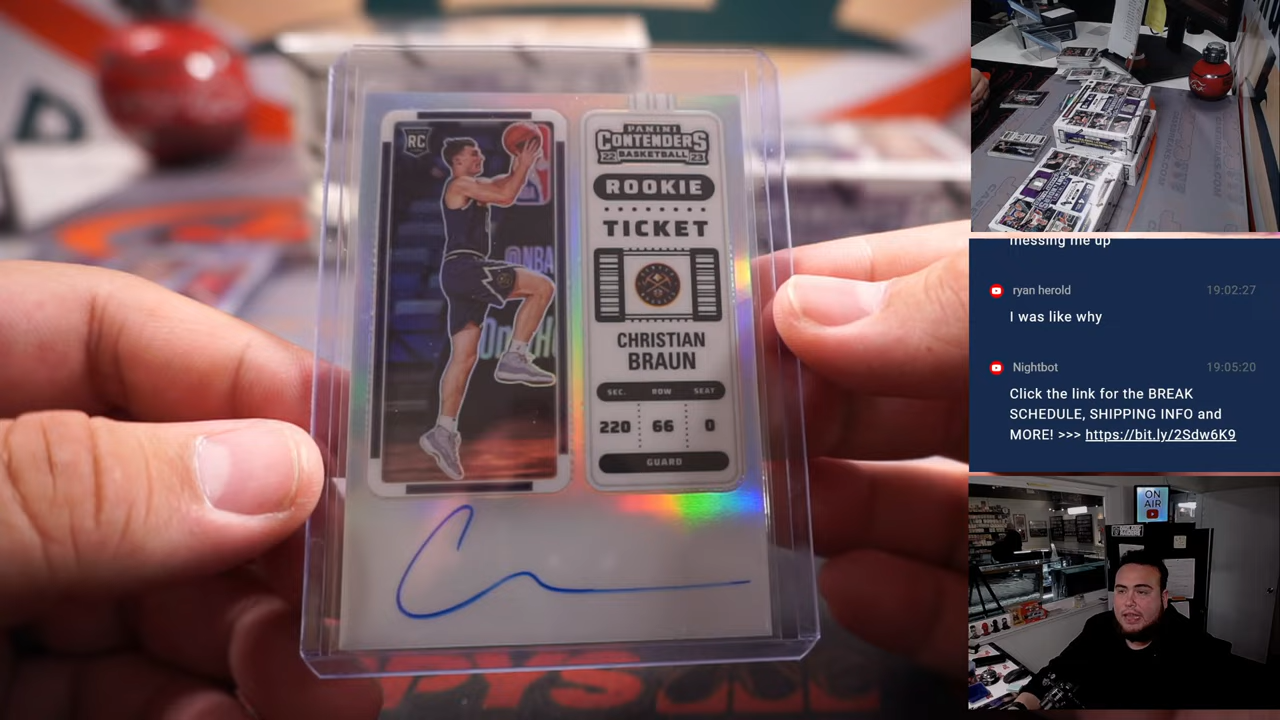 RC
PANINI
CONTENDERS
22 BASKETBALL 23
ROOKIE
TICKET
@NBA
CHRISTIAN
BRAUN
SEC. ROW SEAT
220 66 0
GUARD
messing me up
ryan herold 19:02:27
I was like why
Nightbot 19:05:20
Click the link for the BREAK
SCHEDULE, SHIPPING INFO and
MORE! >>> https://bit.ly/2Sdw6K9
ON
AIR